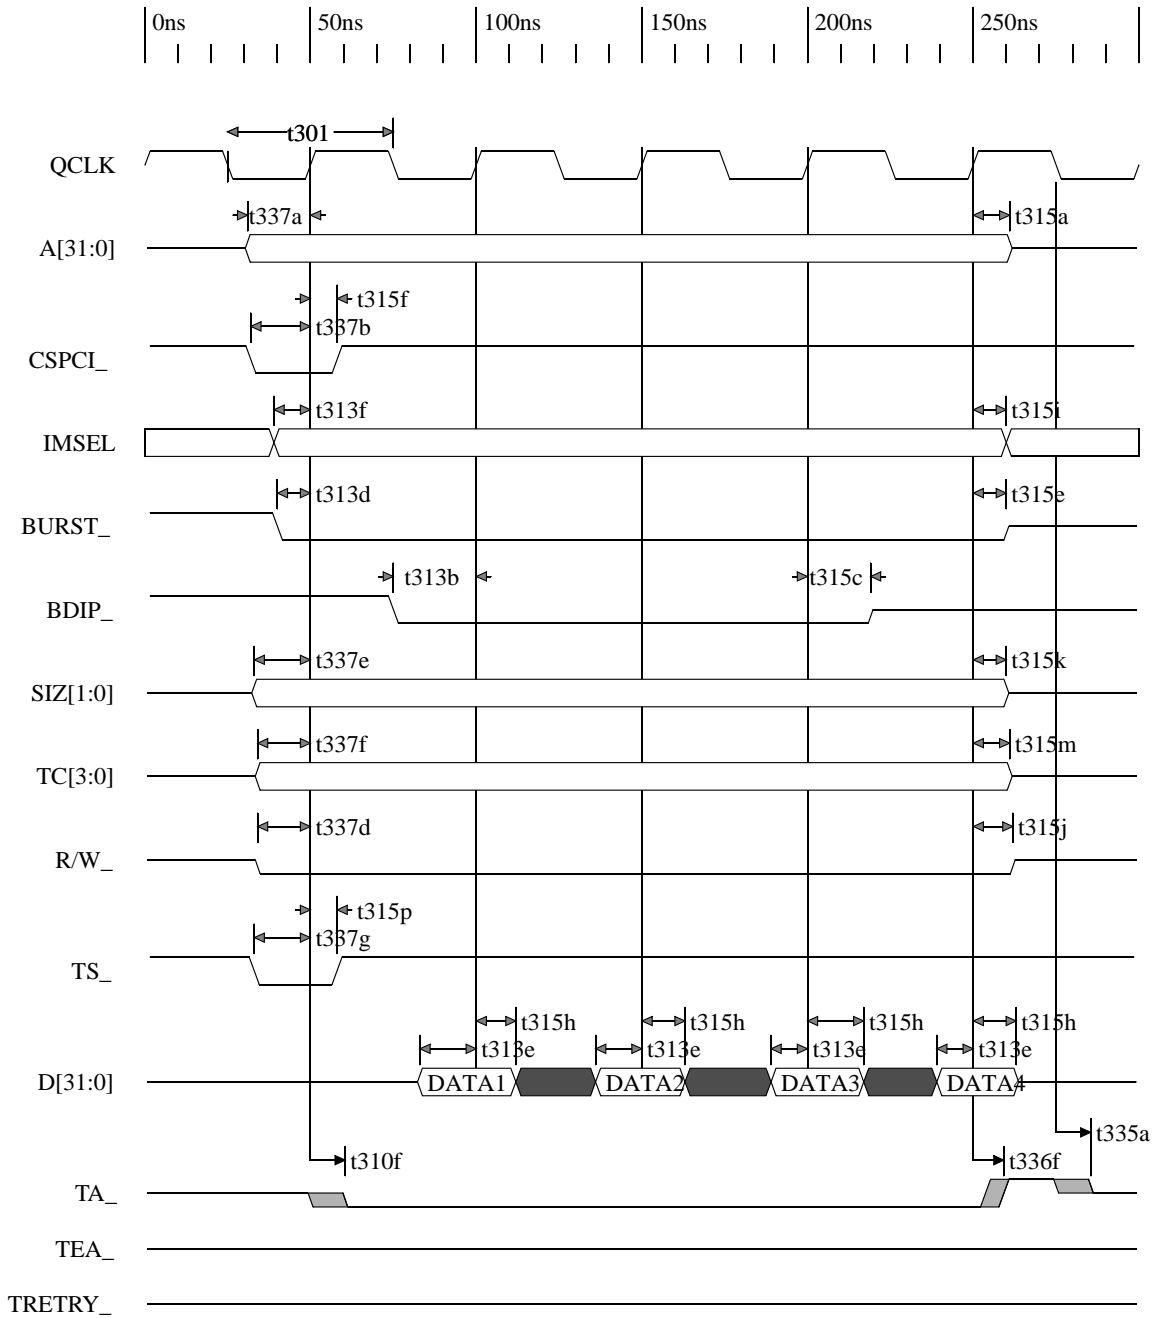 0ns 50ns 100ns 150ns 200ns 250ns
t301
QCLK
t337a t315a
A[31:0]
t315f
t337b
CSPCI_
t313f t315i
IMSEL
t313d t315e
BURST_
t313b t315c
BDIP_
t337e t315k
SIZ[1:0]
t337f t315m
TC[3:0]
t337d t315j
R/W_
t315p
t337g
TS_
t315h t315h t315h t315h
t313e t313e t313e t313e
D[31:0] DATA1 DATA2 DATA3 DATA4
t335a
t310f t336f
TA_
TEA_
TRETRY_